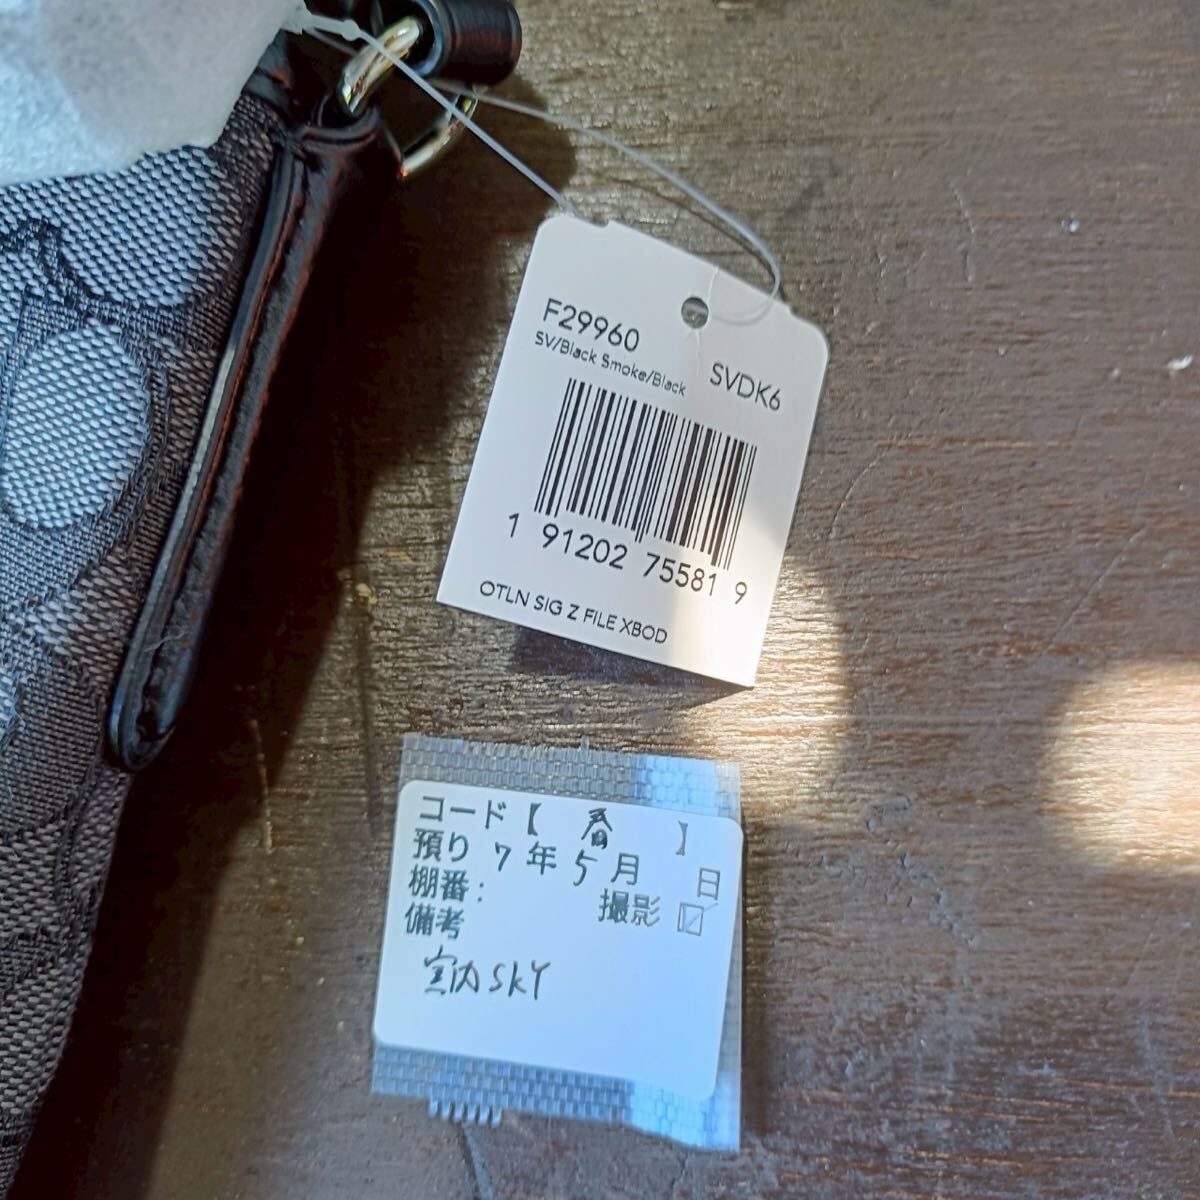 F29960
SV/Black Smoke/Black
SVDK6
1 91202 75581 9
OTLN SIG Z FILE XBOD
コード【 春 】
預り 7年5月 日
棚番: 撮影
備考
SKY